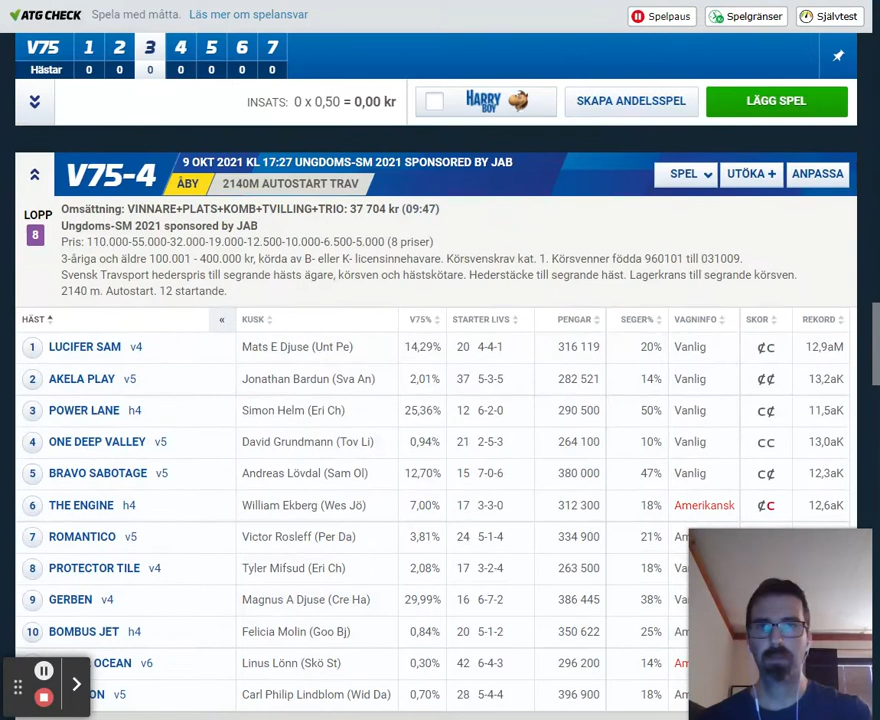 ATG CHECK Spela med måtta. Läs mer om spelansvar Spelpaus Spelgränser Självtest
V75 1 2 3 4 5 6 7
Hästar 0 0 0 0 0 0 0
INSATS: 0 x 0,50 = 0,00 kr HARRY BOY SKAPA ANDELSSPEL LÄGG SPEL
V75-4 9 OKT 2021 KL 17:27 UNGDOMS-SM 2021 SPONSORED BY JAB
ÅBY 2140M AUTOSTART TRAV SPEL UTÖKA + ANPASSA
LOPP 8
Omsättning: VINNARE+PLATS+KOMB+TVILLING+TRIO: 37 704 kr (09:47)
Ungdoms-SM 2021 sponsored by JAB
Pris: 110.000-55.000-32.000-19.000-12.500-10.000-6.500-5.000 (8 priser)
3-åriga och äldre 100.001 - 400.000 kr, körda av B- eller K- licensinnehavare. Körsvenskrav kat. 1. Körsvenner födda 960101 till 031009.
Svensk Travsport hederspris till segrande hästs ägare, körsven och hästskötare. Hederstäcke till segrande häst. Lagerkrans till segrande körsven.
2140 m. Autostart. 12 startande.
HÄST « KUSK V75% STARTER LIVS PENGAR SEGER% VAGNINFO SKOR REKORD
1 LUCIFER SAM v4 Mats E Djuse (Unt Pe) 14,29% 20 4-4-1 316 119 20% Vanlig ȼc 12,9aM
2 AKELA PLAY v5 Jonathan Bardun (Sva An) 2,01% 37 5-3-5 282 521 14% Vanlig ȼȼ 13,2aK
3 POWER LANE h4 Simon Helm (Eri Ch) 25,36% 12 6-2-0 290 500 50% Vanlig cȼ 11,5aK
4 ONE DEEP VALLEY v5 David Grundmann (Tov Li) 0,94% 21 2-5-3 264 100 10% Vanlig cc 13,0aK
5 BRAVO SABOTAGE v5 Andreas Lövdal (Sam Ol) 12,70% 15 7-0-6 380 000 47% Vanlig cȼ 12,3aK
6 THE ENGINE h4 William Ekberg (Wes Jö) 7,00% 17 3-3-0 312 300 18% Amerikansk ȼc 12,6aK
7 ROMANTICO v5 Victor Rosleff (Per Da) 3,81% 24 5-1-4 334 900 21% Am
8 PROTECTOR TILE v4 Tyler Mifsud (Eri Ch) 2,08% 17 3-2-4 263 500 18% Va
9 GERBEN v4 Magnus A Djuse (Cre Ha) 29,99% 16 6-7-2 386 445 38% Va
10 BOMBUS JET h4 Felicia Molin (Goo Bj) 0,84% 20 5-1-2 350 622 25% Am
OCEAN v6 Linus Lönn (Skö St) 0,30% 42 6-4-3 296 200 14% Am
ON v5 Carl Philip Lindblom (Wid Da) 0,70% 28 5-4-4 396 900 18% Am